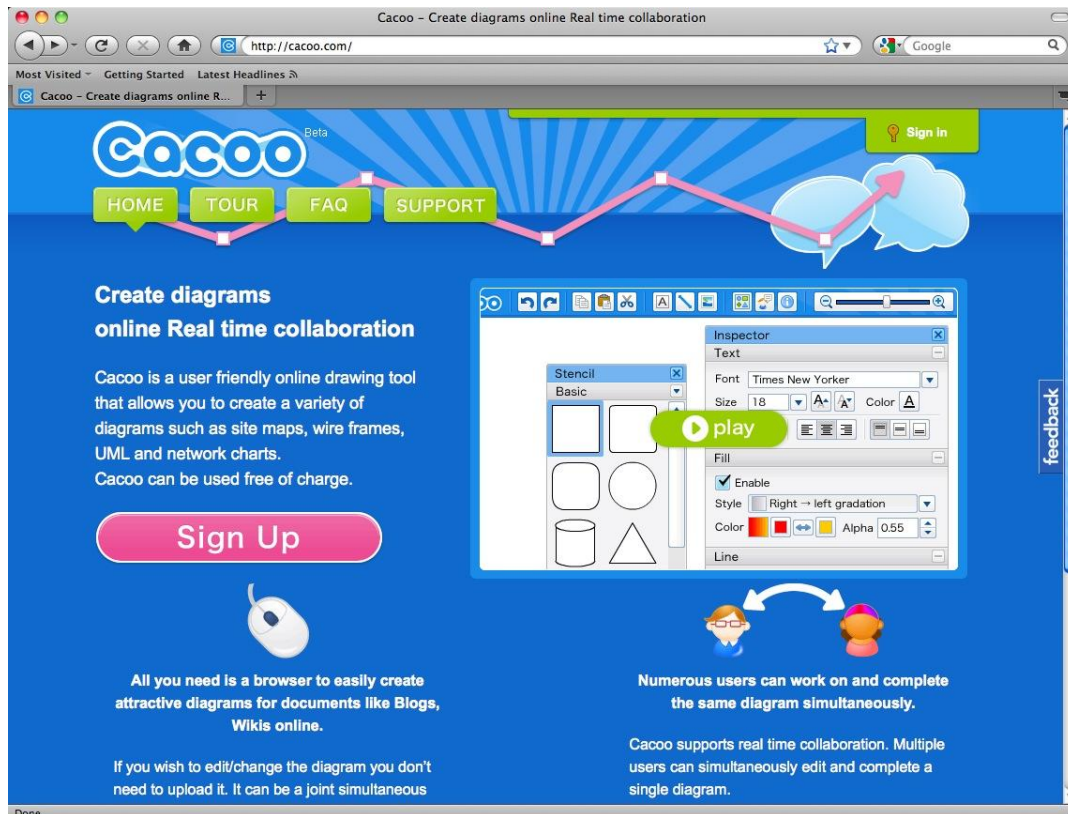 Cacoo – Create diagrams online Real time collaboration
http://cacoo.com/
Google
Most Visited
Getting Started
Latest Headlines
Cacoo – Create diagrams online R...
+
Cacoo
Beta
Sign in
HOME
TOUR
FAQ
SUPPORT
Create diagrams
online Real time collaboration
Cacoo is a user friendly online drawing tool
that allows you to create a variety of
diagrams such as site maps, wire frames,
UML and network charts.
Cacoo can be used free of charge.
Sign Up
Stencil
Basic
Inspector
Text
Font Times New Yorker
Size 18 A A Color A
play
Fill
Enable
Style Right → left gradation
Color Alpha 0.55
Line
feedback
All you need is a browser to easily create
attractive diagrams for documents like Blogs,
Wikis online.
If you wish to edit/change the diagram you don't
need to upload it. It can be a joint simultaneous
Numerous users can work on and complete
the same diagram simultaneously.
Cacoo supports real time collaboration. Multiple
users can simultaneously edit and complete a
single diagram.
Done